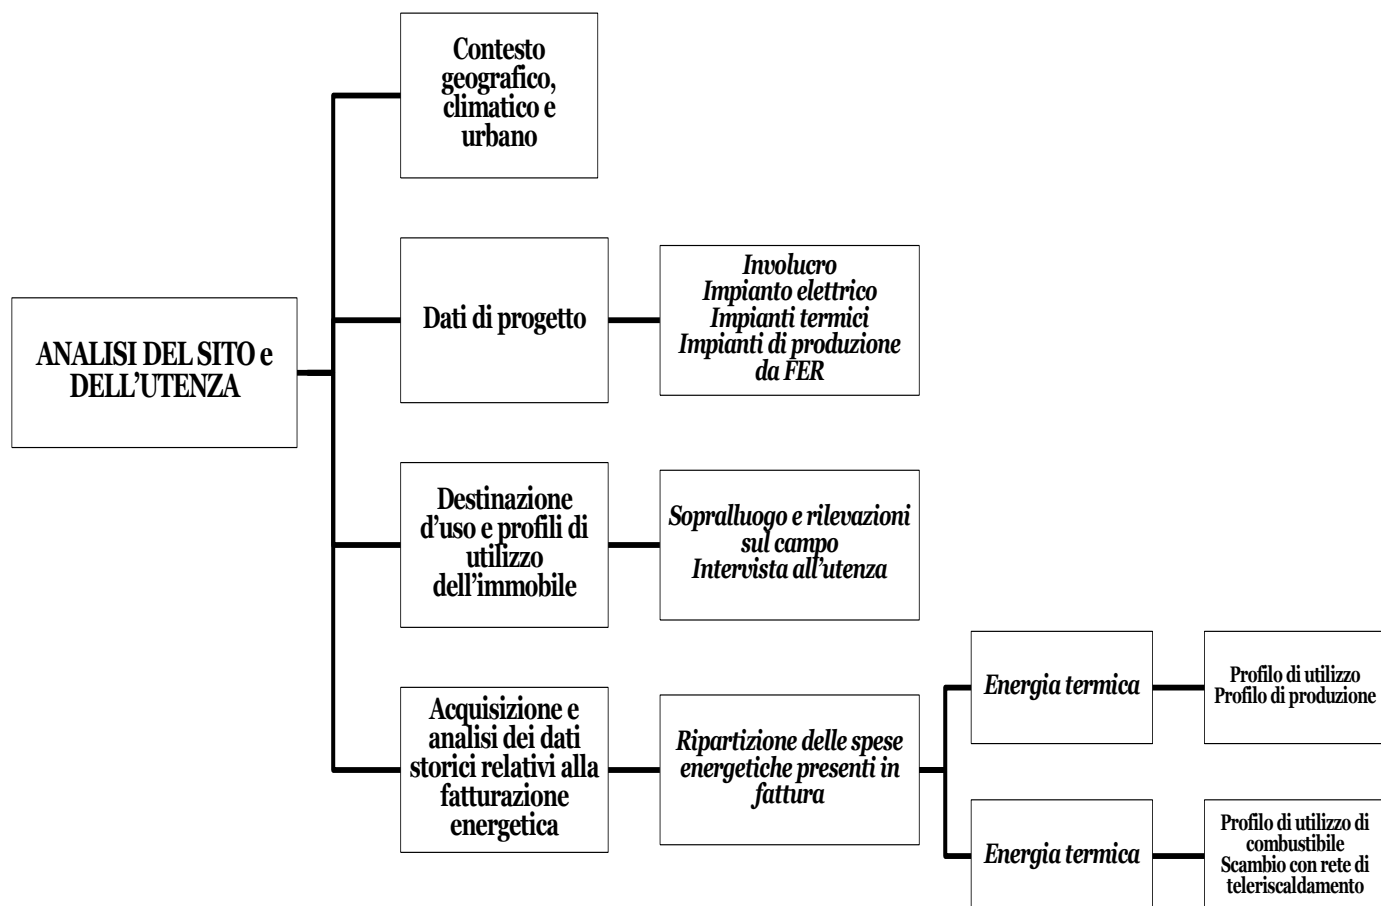 Contesto
geografico,
climatico e
urbano
ANALISI DEL SITO e
DELL'UTENZA
Dati di progetto
Involucro
Impianto elettrico
Impianti termici
Impianti di produzione
da FER
Destinazione
d'uso e profili di
utilizzo
dell'immobile
Sopralluogo e rilevazioni
sul campo
Intervista all'utenza
Acquisizione e
analisi dei dati
storici relativi alla
fatturazione
energetica
Ripartizione delle spese
energetiche presenti in
fattura
Energia termica
Profilo di utilizzo
Profilo di produzione
Energia termica
Profilo di utilizzo di
combustibile
Scambio con rete di
teleriscaldamento